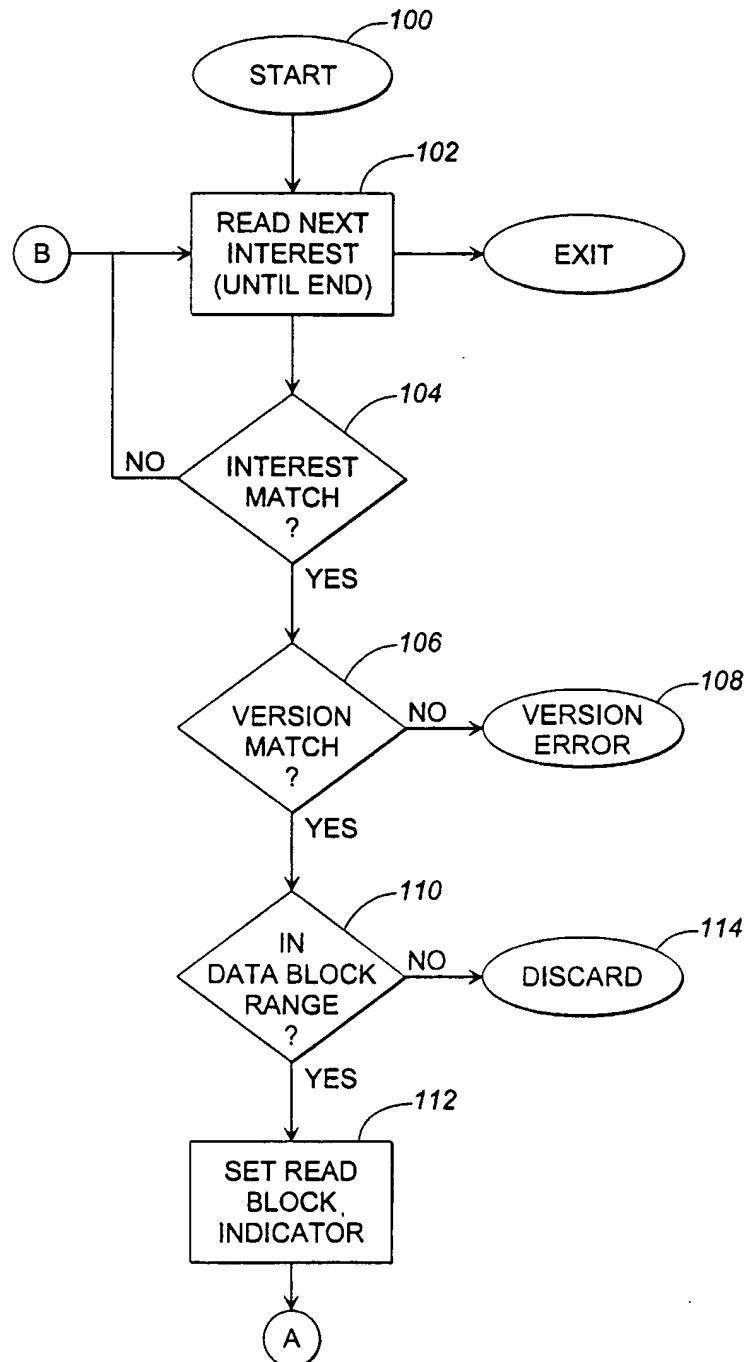 100
START
102
READ NEXT
INTEREST
(UNTIL END)
B
EXIT
104
INTEREST
MATCH
?
NO
YES
106
VERSION
MATCH
?
NO
108
VERSION
ERROR
YES
110
IN
DATA BLOCK
RANGE
?
NO
114
DISCARD
YES
112
SET READ
BLOCK
INDICATOR
A